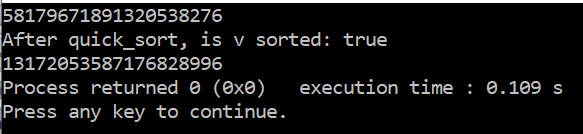 58179671891320538276
After quick_sort, is v sorted: true
13172053587176828996
Process returned 0 (0x0)   execution time : 0.109 s
Press any key to continue.